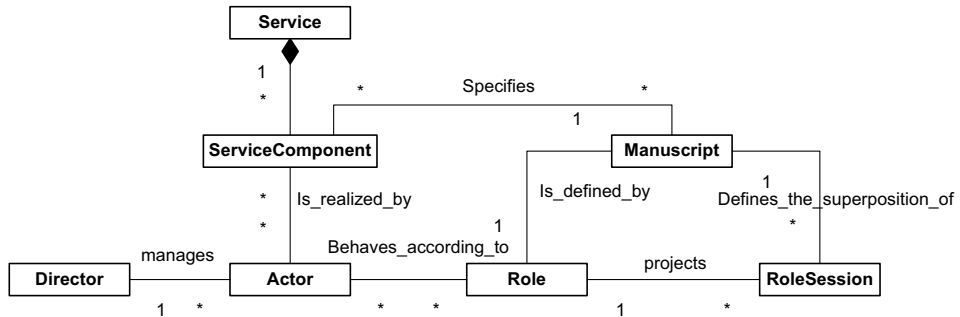 Service
1
*
* Specifies *
1
ServiceComponent
Manuscript
* Is_realized_by
Is_defined_by
1
Defines_the_superposition_of
*
1
*
manages
Behaves_according_to
projects
Director
Actor
Role
RoleSession
1 * * * 1 *